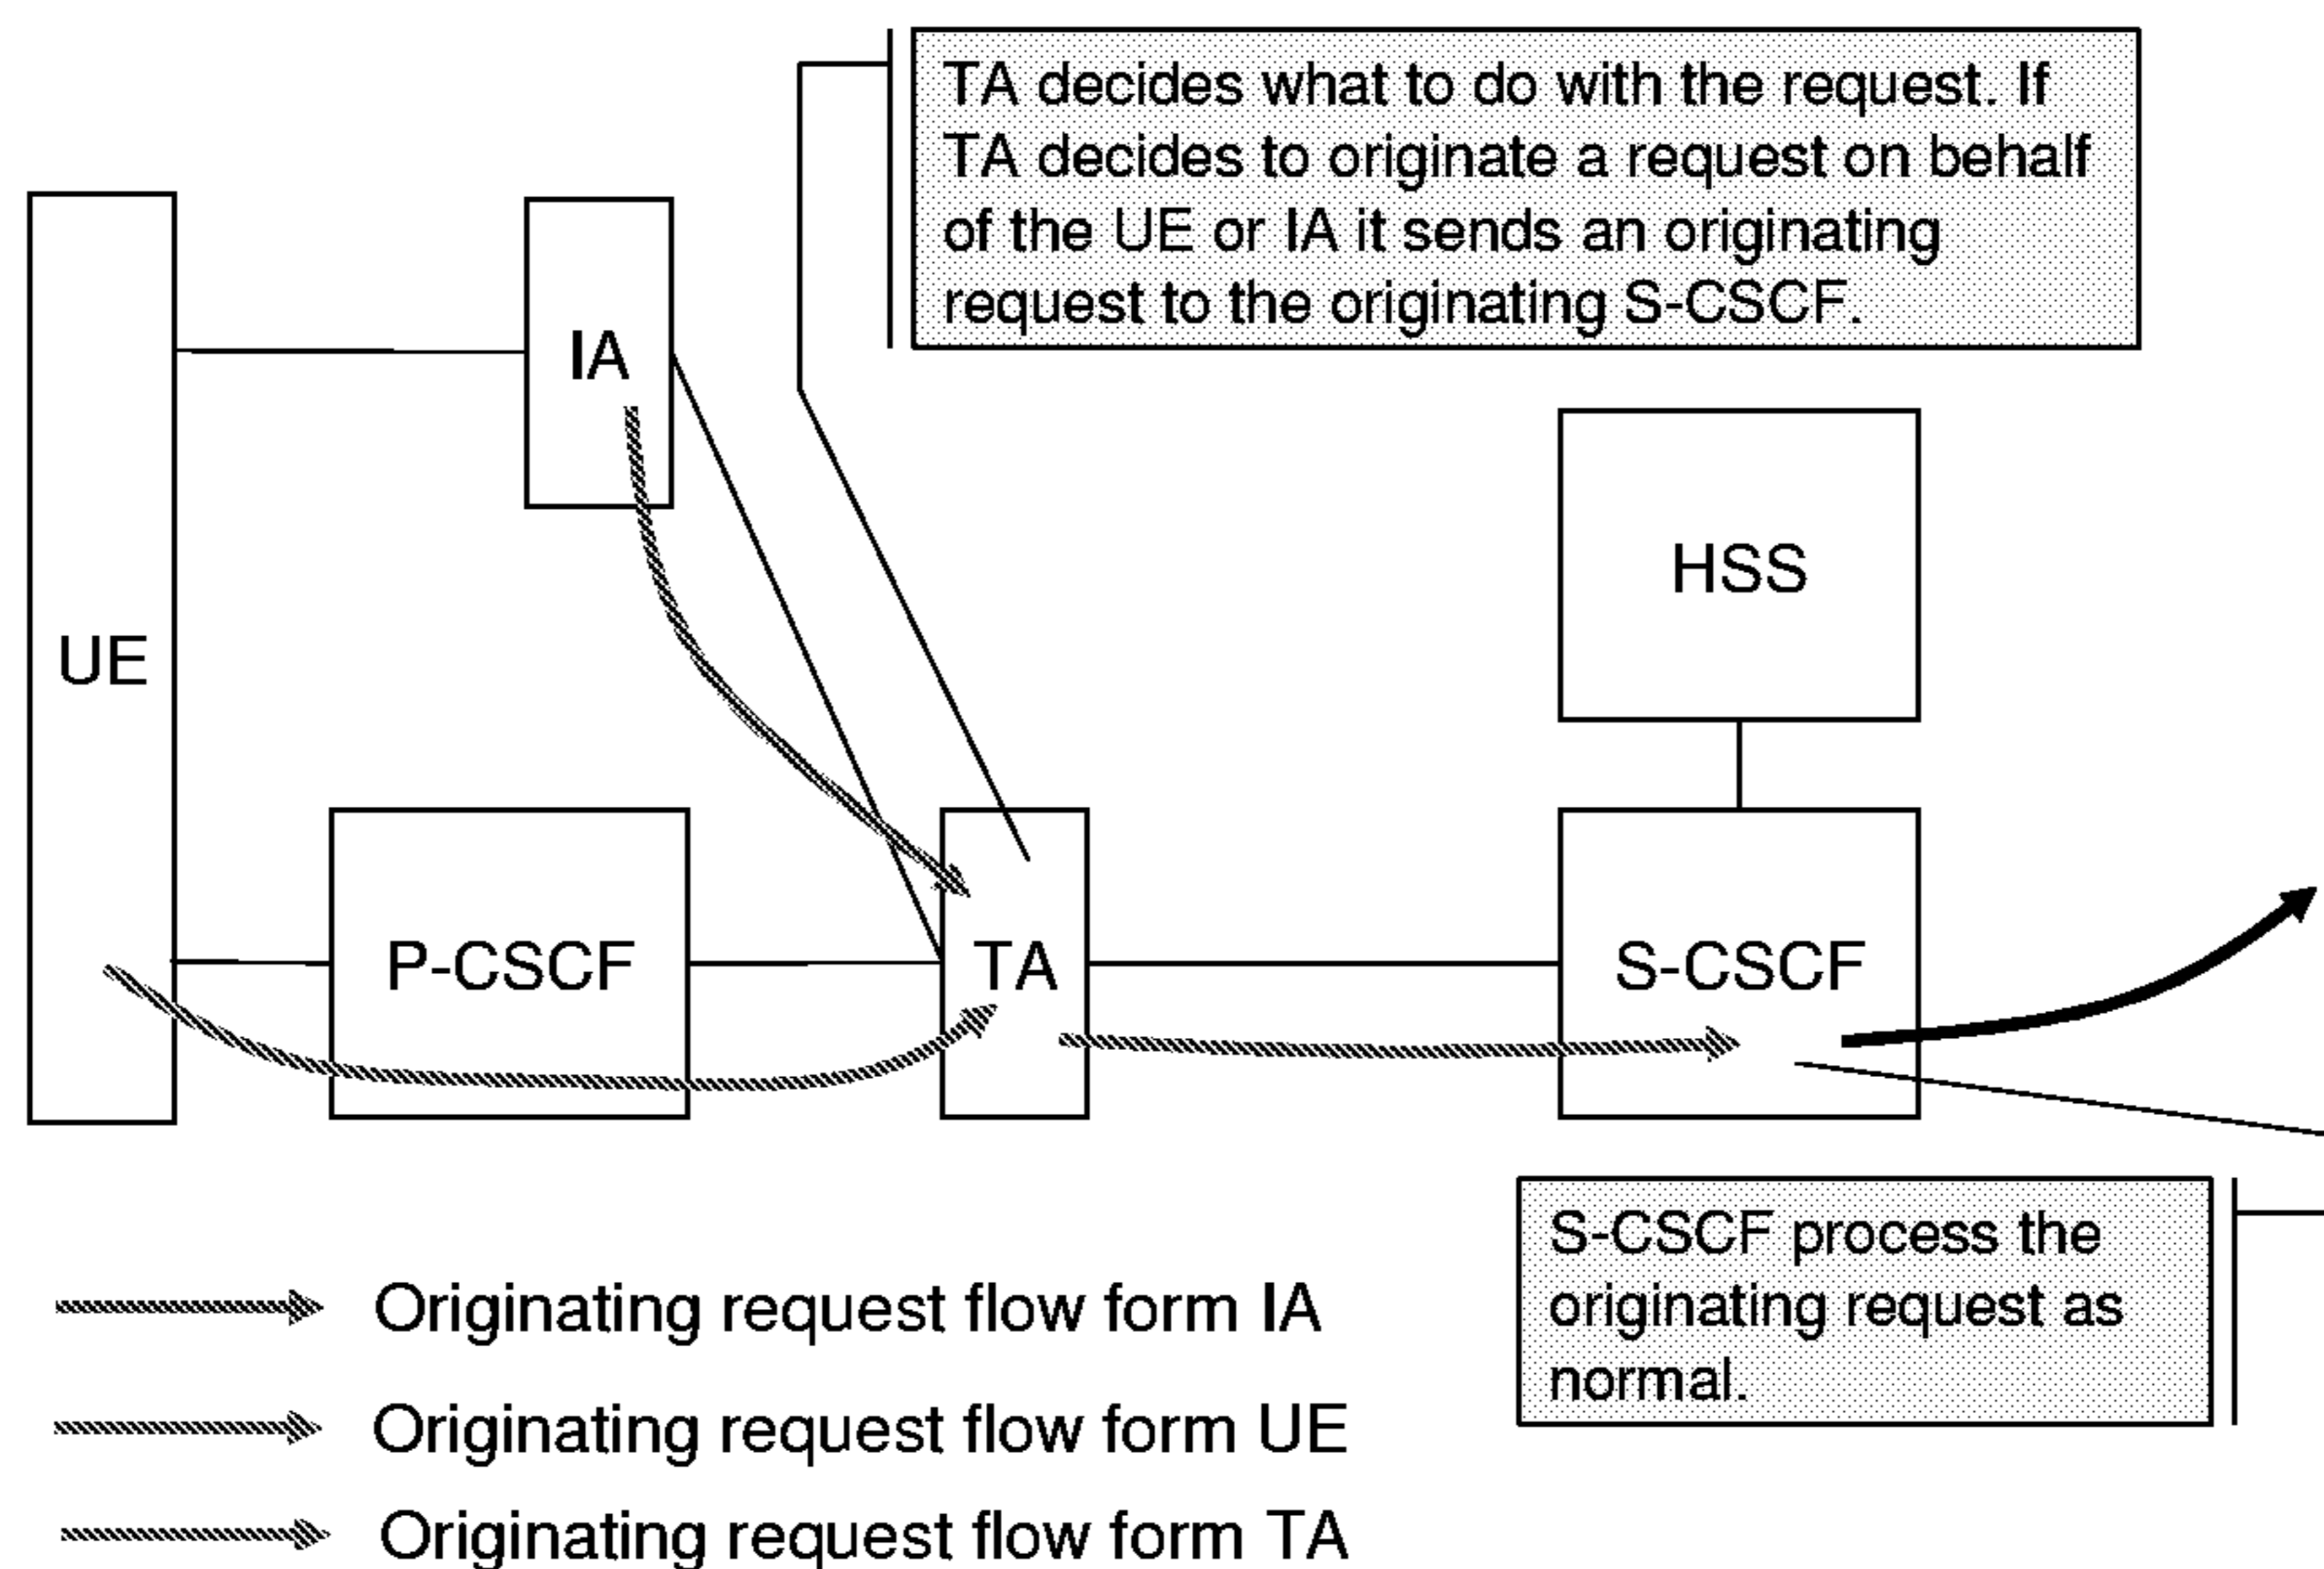 TA decides what to do with the request. If
TA decides to originate a request on behalf
of the UE or IA it sends an originating
request to the originating S-CSCF.
IA
HSS
UE
P-CSCF
TA
S-CSCF
S-CSCF process the
originating request as
normal.
Originating request flow form IA
Originating request flow form UE
Originating request flow form TA